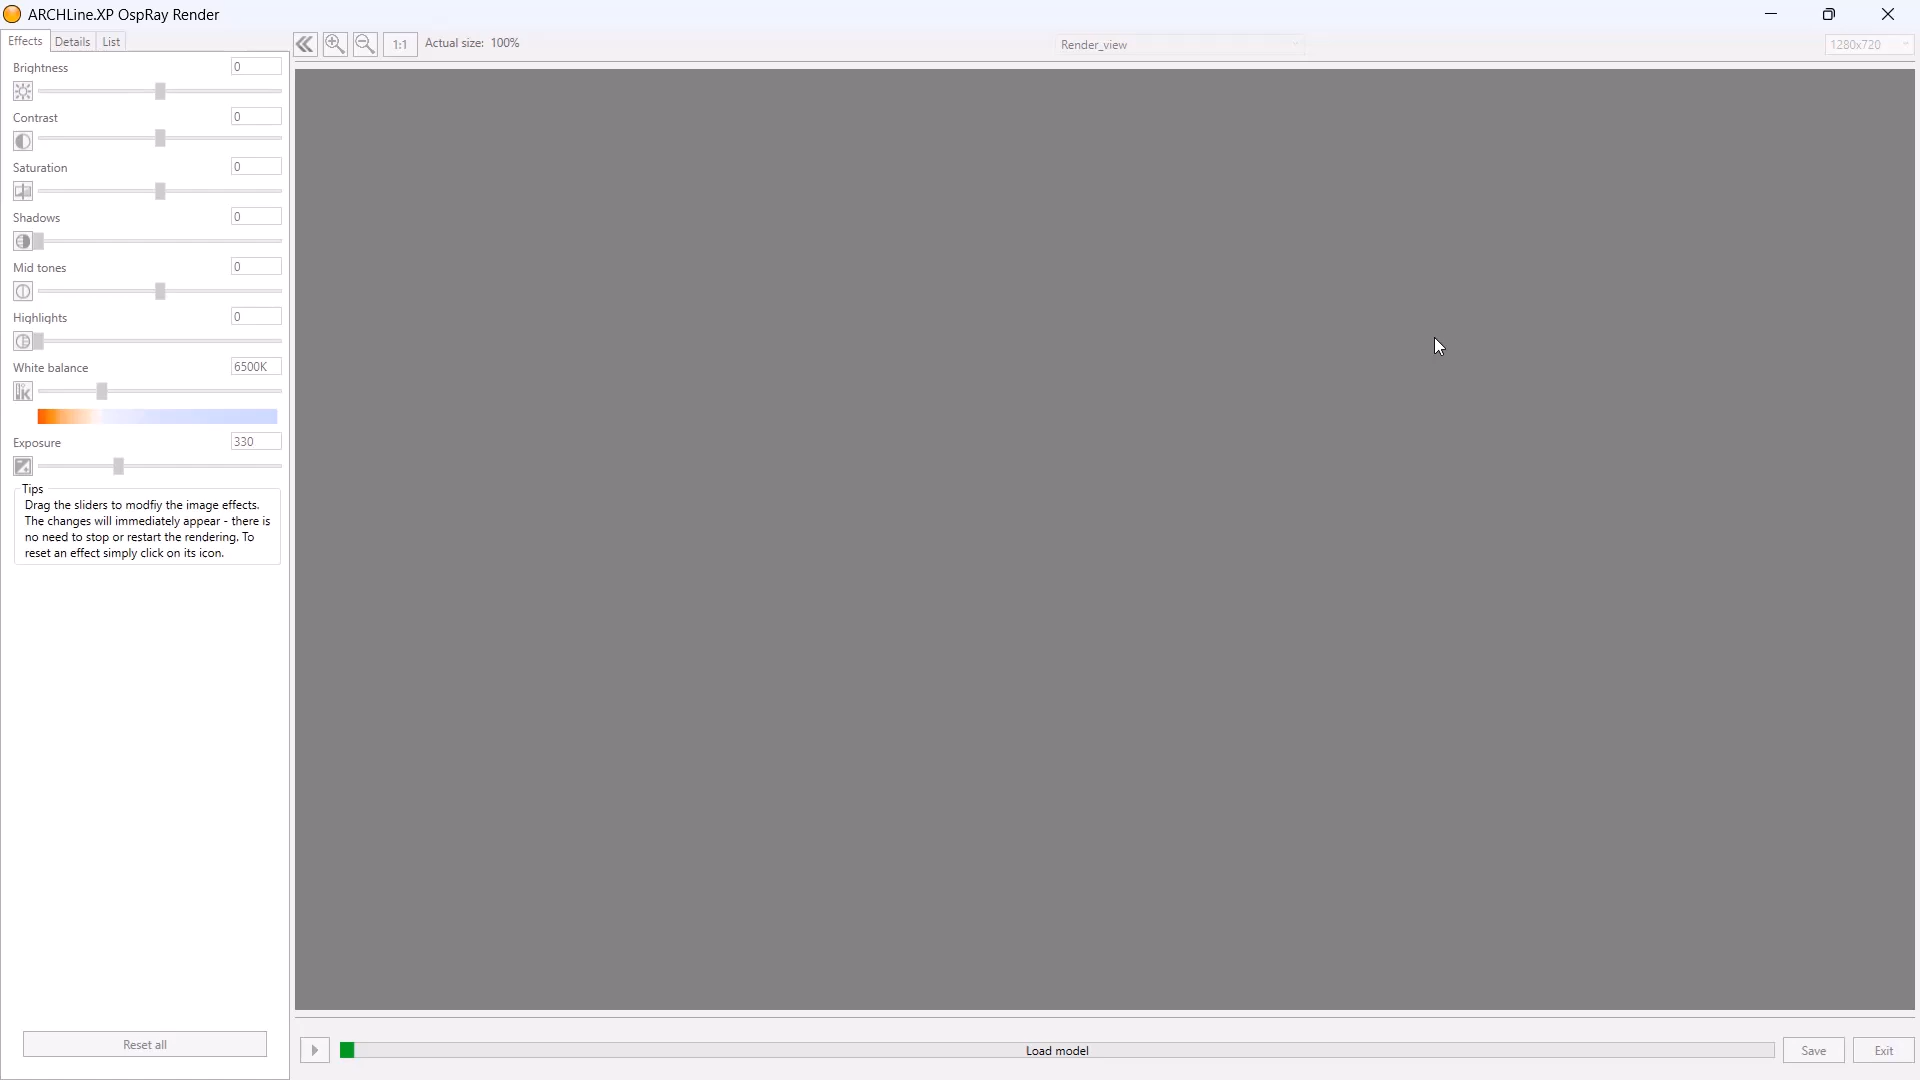 ARCHLine.XP OspRay Render
Effects Details List
1:1 Actual size: 100% Render_view 1280x720
Brightness 0
Contrast 0
Saturation 0
Shadows 0
Mid tones 0
Highlights 0
White balance 6500K
K
Exposure 330
Tips
Drag the sliders to modfiy the image effects.
The changes will immediately appear - there is
no need to stop or restart the rendering. To
reset an effect simply click on its icon.
Reset all
Load model Save Exit